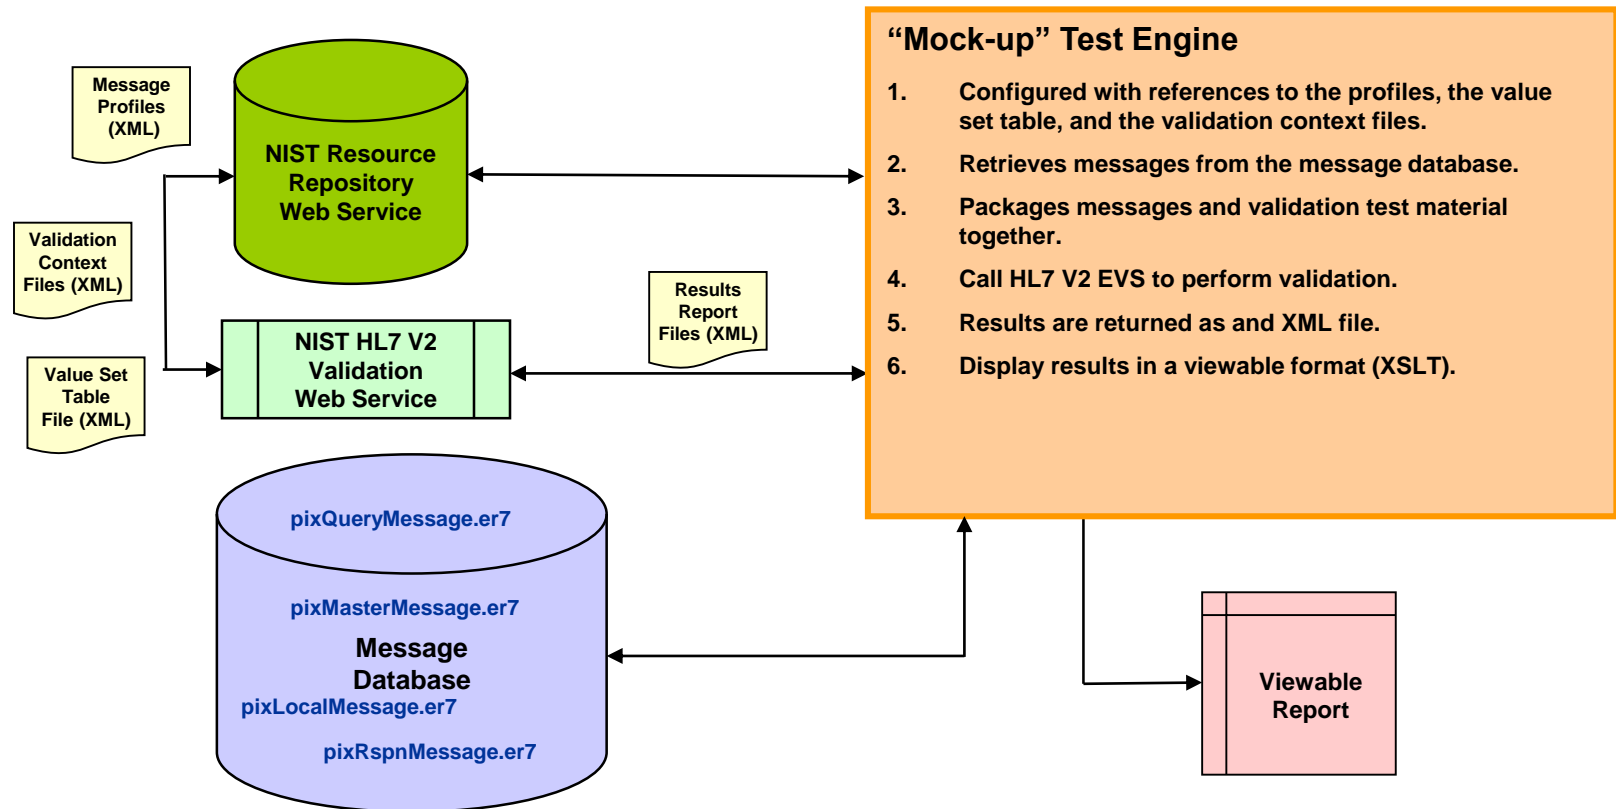 Message
Profiles
(XML)
Validation
Context
Files (XML)
Value Set
Table
File (XML)
NIST Resource
Repository
Web Service
NIST HL7 V2
Validation
Web Service
Results
Report
Files (XML)
pixQueryMessage.er7
pixMasterMessage.er7
Message
Database
pixLocalMessage.er7
pixRspnMessage.er7
“Mock-up” Test Engine
1. Configured with references to the profiles, the value
set table, and the validation context files.
2. Retrieves messages from the message database.
3. Packages messages and validation test material
together.
4. Call HL7 V2 EVS to perform validation.
5. Results are returned as and XML file.
6. Display results in a viewable format (XSLT).
Viewable
Report